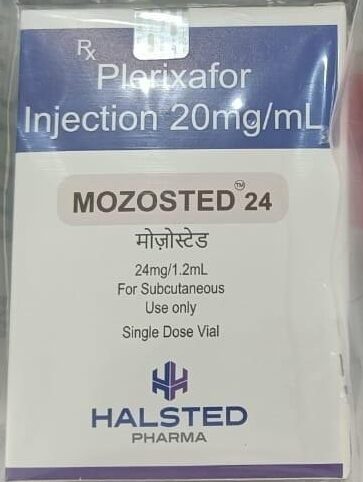 Rx
Plerixafor
Injection 20mg/mL
MOZOSTED™ 24
मोज़ोस्टेड
24mg/1.2mL
For Subcutaneous
Use only
Single Dose Vial
HALSTED
PHARMA